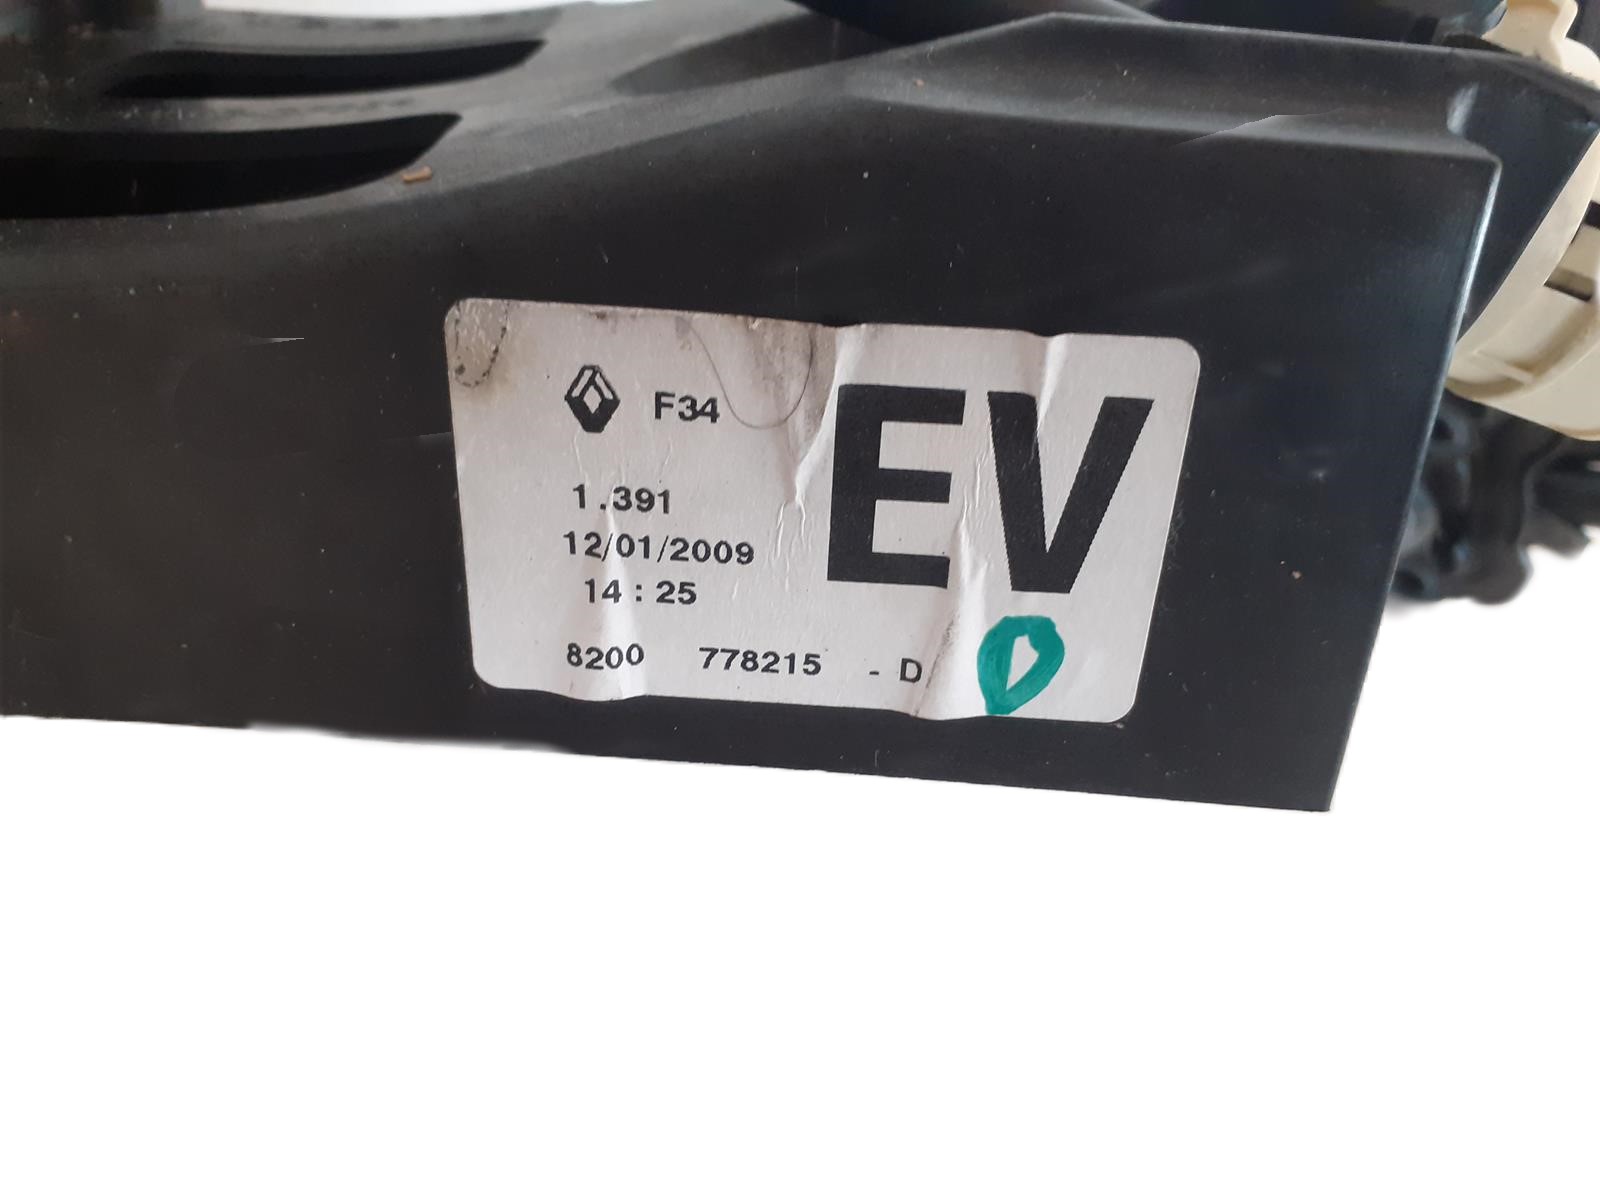 F34
EV
1.391
12/01/2009
14 : 25
8200 778215 - D